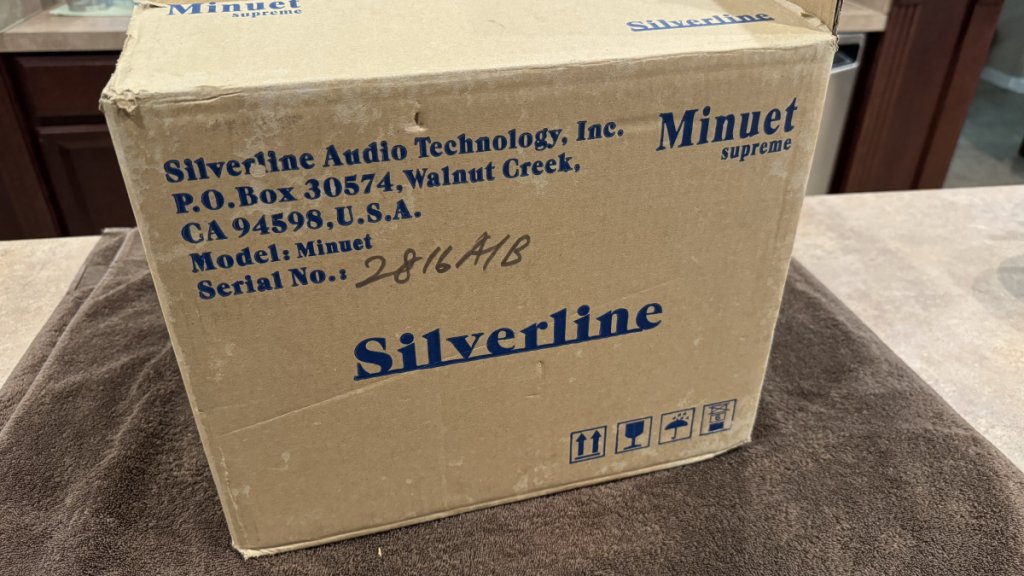 Minuet
supreme
Silverline
Silverline Audio Technology, Inc.
P.O.Box 30574,Walnut Creek,
CA 94598,U.S.A.
Model: Minuet
Serial No.: 2816A/B
Minuet
supreme
Silverline